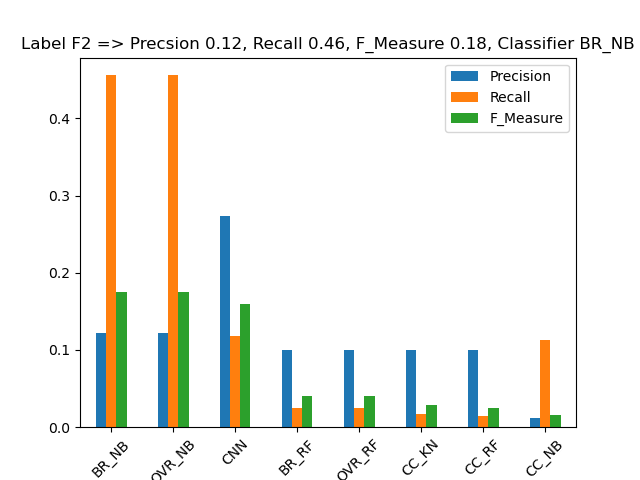 Label F2 => Precsion 0.12, Recall 0.46, F_Measure 0.18, Classifier BR_NB
Precision
Recall
F_Measure
0.4
0.3
0.2
0.1
0.0
BR_NB
OVR_NB
CNN
BR_RF
OVR_RF
CC_KN
CC_RF
CC_NB